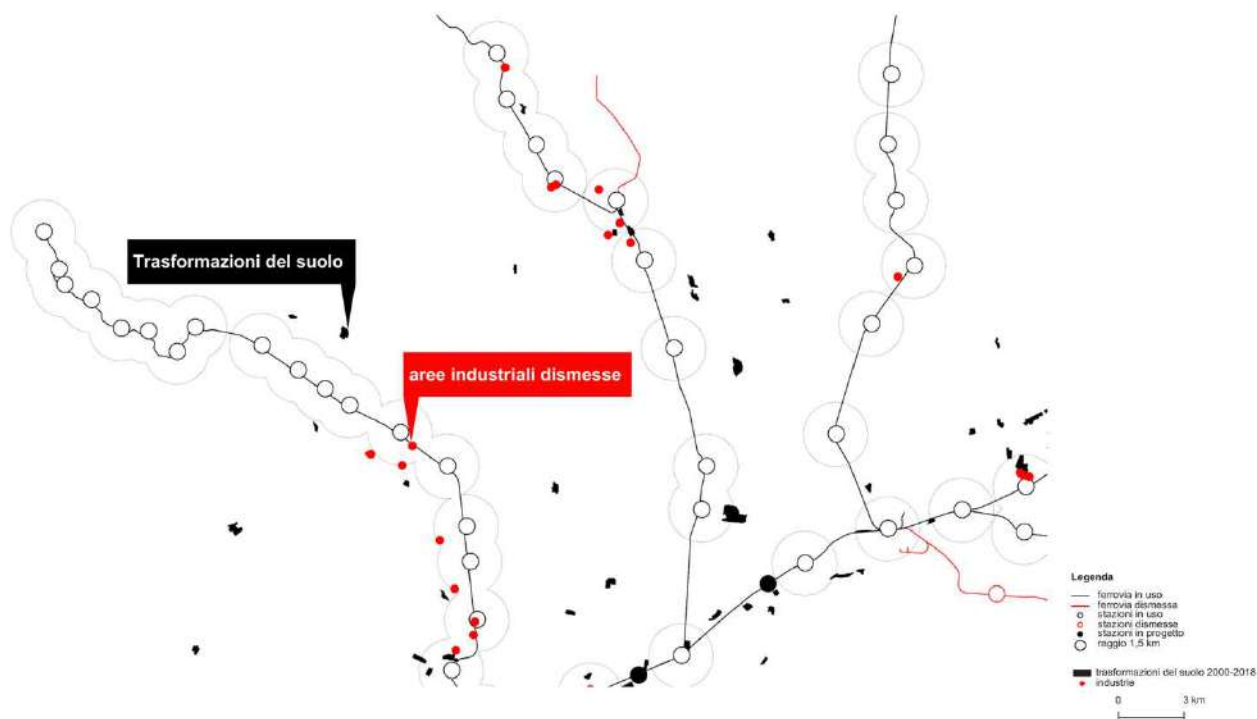 Trasformazioni del suolo
aree industriali dismesse
Legenda
ferrovia in uso
ferrovia dismessa
stazioni in uso
stazioni dismesse
stazioni in progetto
raggio 1,5 km
trasformazioni del suolo 2000-2018
industrie
0 3 km